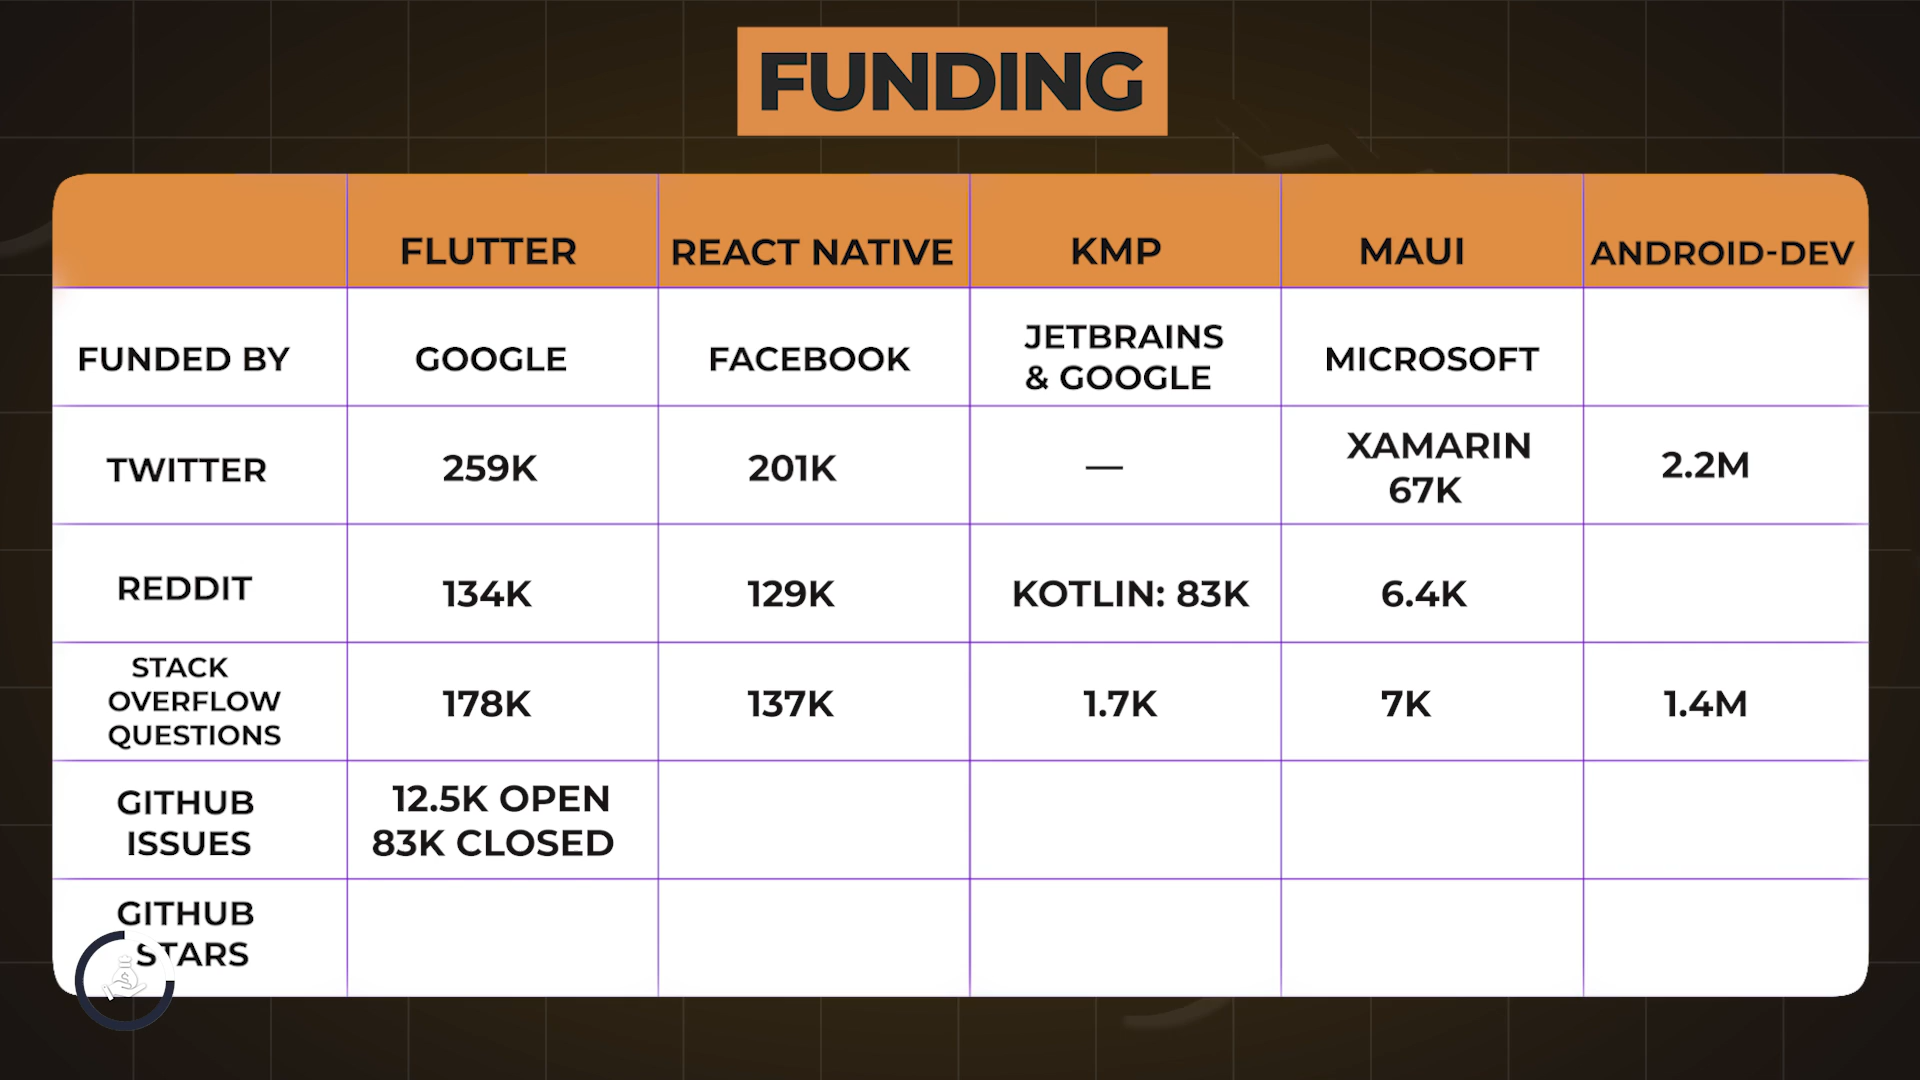 FUNDING
FLUTTER REACT NATIVE KMP MAUI ANDROID-DEV
FUNDED BY GOOGLE FACEBOOK JETBRAINS
& GOOGLE MICROSOFT
TWITTER 259K 201K — XAMARIN
67K 2.2M
REDDIT 134K 129K KOTLIN: 83K 6.4K
STACK
OVERFLOW
QUESTIONS 178K 137K 1.7K 7K 1.4M
GITHUB
ISSUES 12.5K OPEN
83K CLOSED
GITHUB
STARS